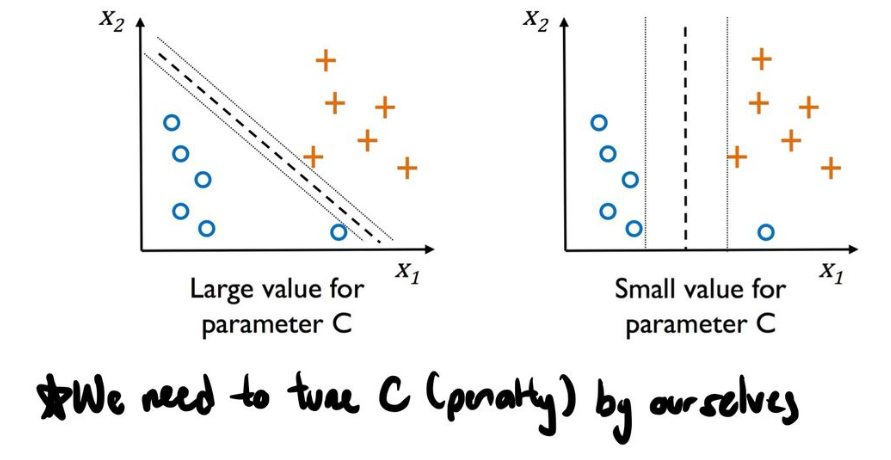 x₂
x₁
Large value for
parameter C
x₂
x₁
Small value for
parameter C
★We need to tune C (penalty) by ourselves